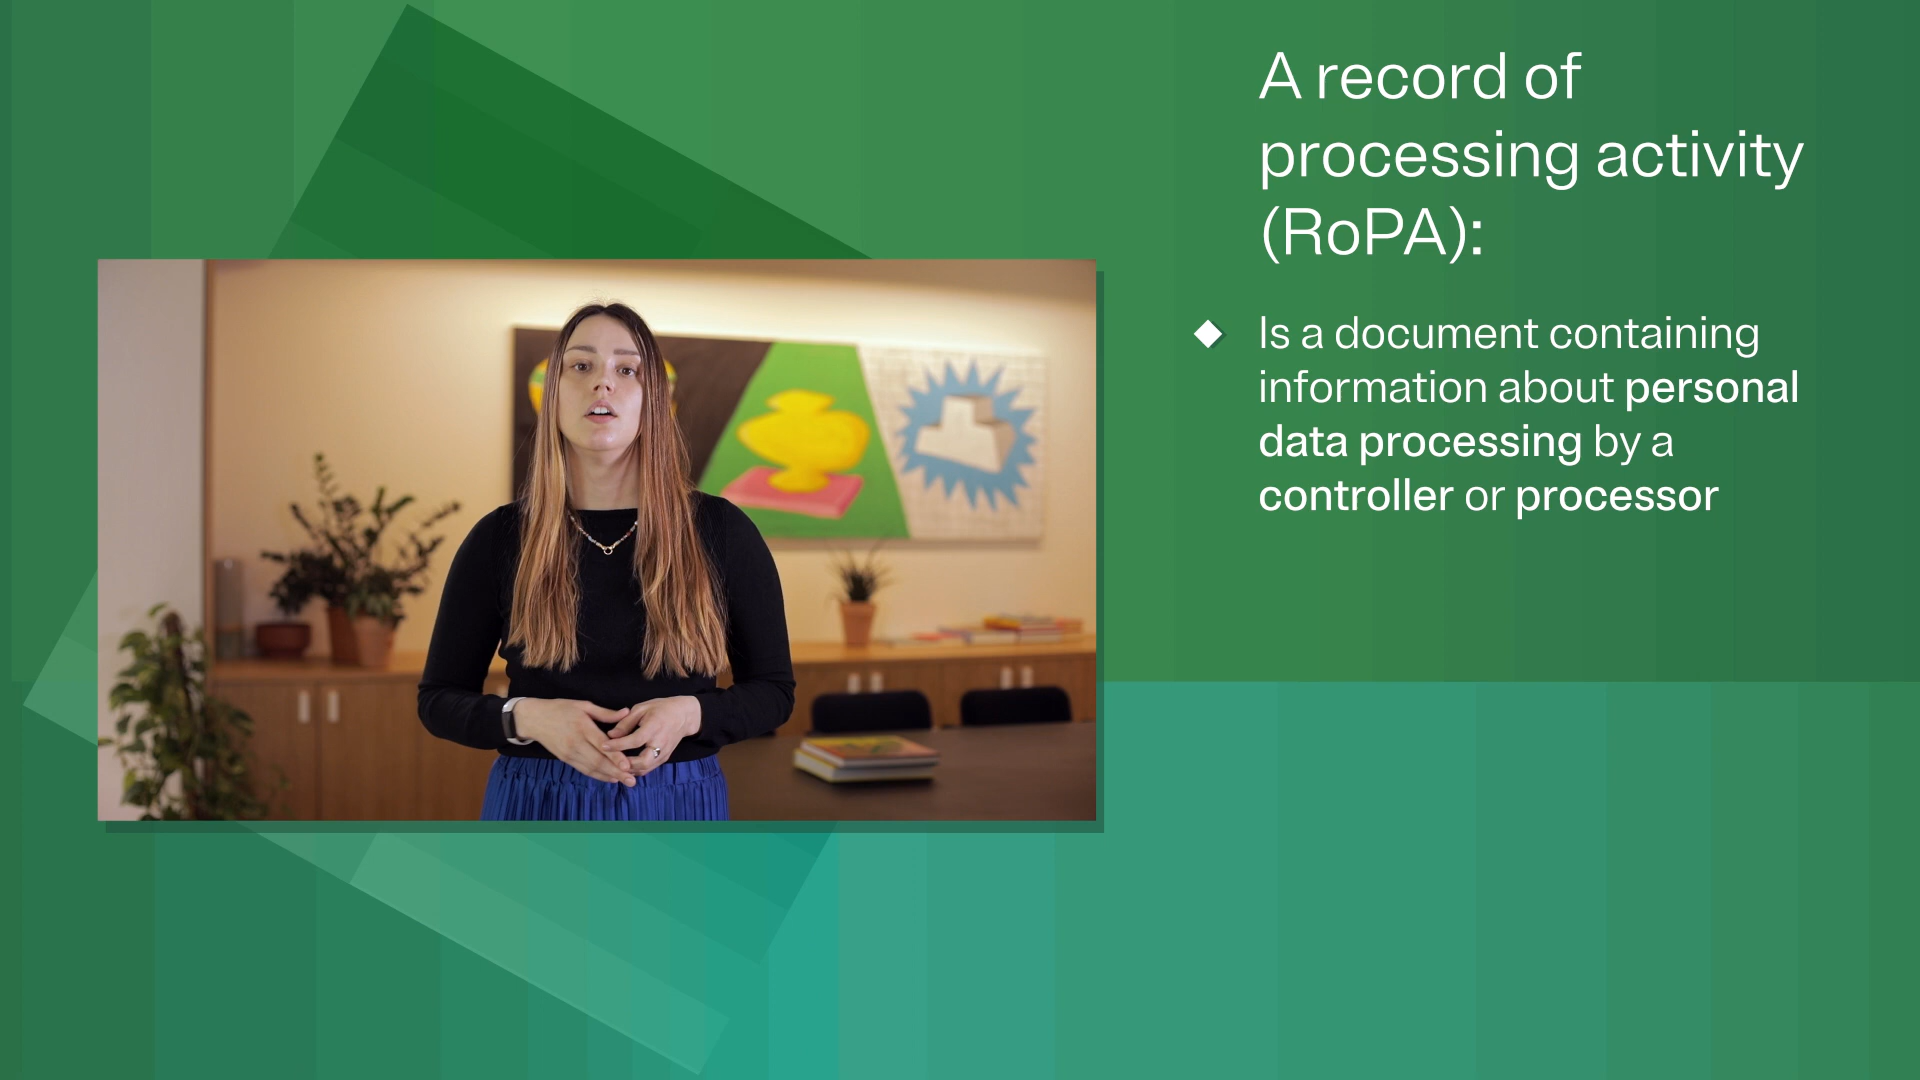 A record of
processing activity
(RoPA):
Is a document containing
information about personal
data processing by a
controller or processor